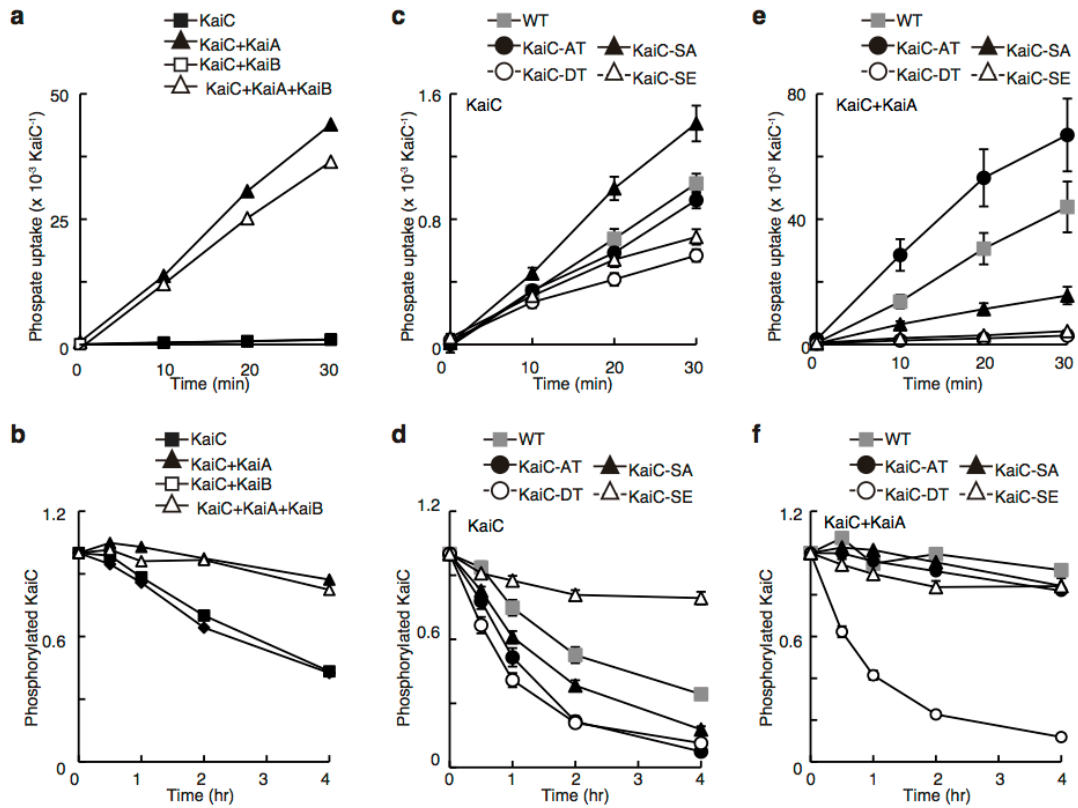 a
KaiC
KaiC+KaiA
KaiC+KaiB
KaiC+KaiA+KaiB
50
25
0
Phospate uptake (x 10⁻³ KaiC⁻¹)
0 10 20 30
Time (min)
c
WT
KaiC-AT KaiC-SA
KaiC-DT KaiC-SE
1.6
KaiC
0.8
0
Phospate uptake (x 10⁻³ KaiC⁻¹)
0 10 20 30
Time (min)
e
WT
KaiC-AT KaiC-SA
KaiC-DT KaiC-SE
80
KaiC+KaiA
40
0
Phospate uptake (x 10⁻³ KaiC⁻¹)
0 10 20 30
Time (min)
b
KaiC
KaiC+KaiA
KaiC+KaiB
KaiC+KaiA+KaiB
1.2
0.6
0
Phosphorylated KaiC
0 1 2 3 4
Time (hr)
d
WT
KaiC-AT KaiC-SA
KaiC-DT KaiC-SE
1.2
KaiC
0.6
0
Phosphorylated KaiC
0 1 2 3 4
Time (hr)
f
WT
KaiC-AT KaiC-SA
KaiC-DT KaiC-SE
1.2
KaiC+KaiA
0.6
0
Phosphorylated KaiC
0 1 2 3 4
Time (hr)